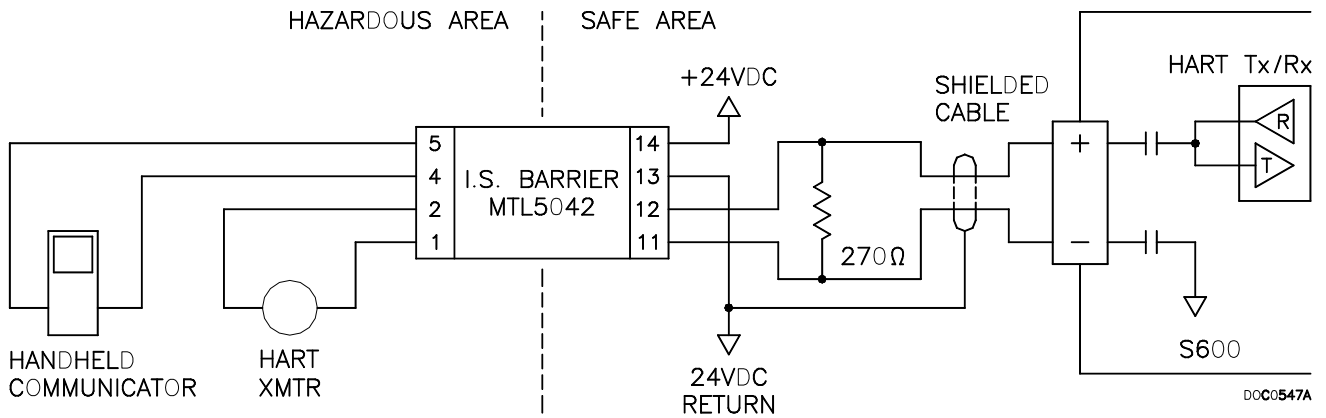 HAZARDOUS AREA
SAFE AREA
+24VDC
SHIELDED
CABLE
HART Tx/Rx
R
T
5
4
2
1
I.S. BARRIER
MTL5042
14
13
12
11
+
−
270Ω
HANDHELD
COMMUNICATOR
HART
XMTR
24VDC
RETURN
S600
DOC0547A